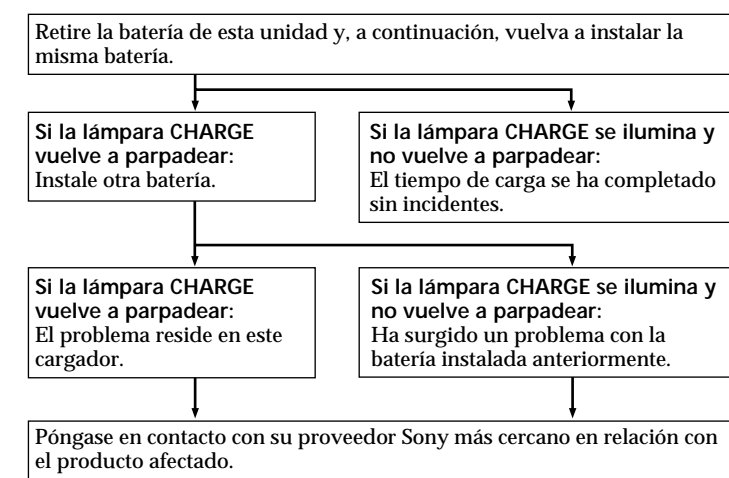 Retire la batería de esta unidad y, a continuación, vuelva a instalar la
misma batería.
Si la lámpara CHARGE
vuelve a parpadear:
Instale otra batería.
Si la lámpara CHARGE se ilumina y
no vuelve a parpadear:
El tiempo de carga se ha completado
sin incidentes.
Si la lámpara CHARGE
vuelve a parpadear:
El problema reside en este
cargador.
Si la lámpara CHARGE se ilumina y
no vuelve a parpadear:
Ha surgido un problema con la
batería instalada anteriormente.
Póngase en contacto con su proveedor Sony más cercano en relación con
el producto afectado.